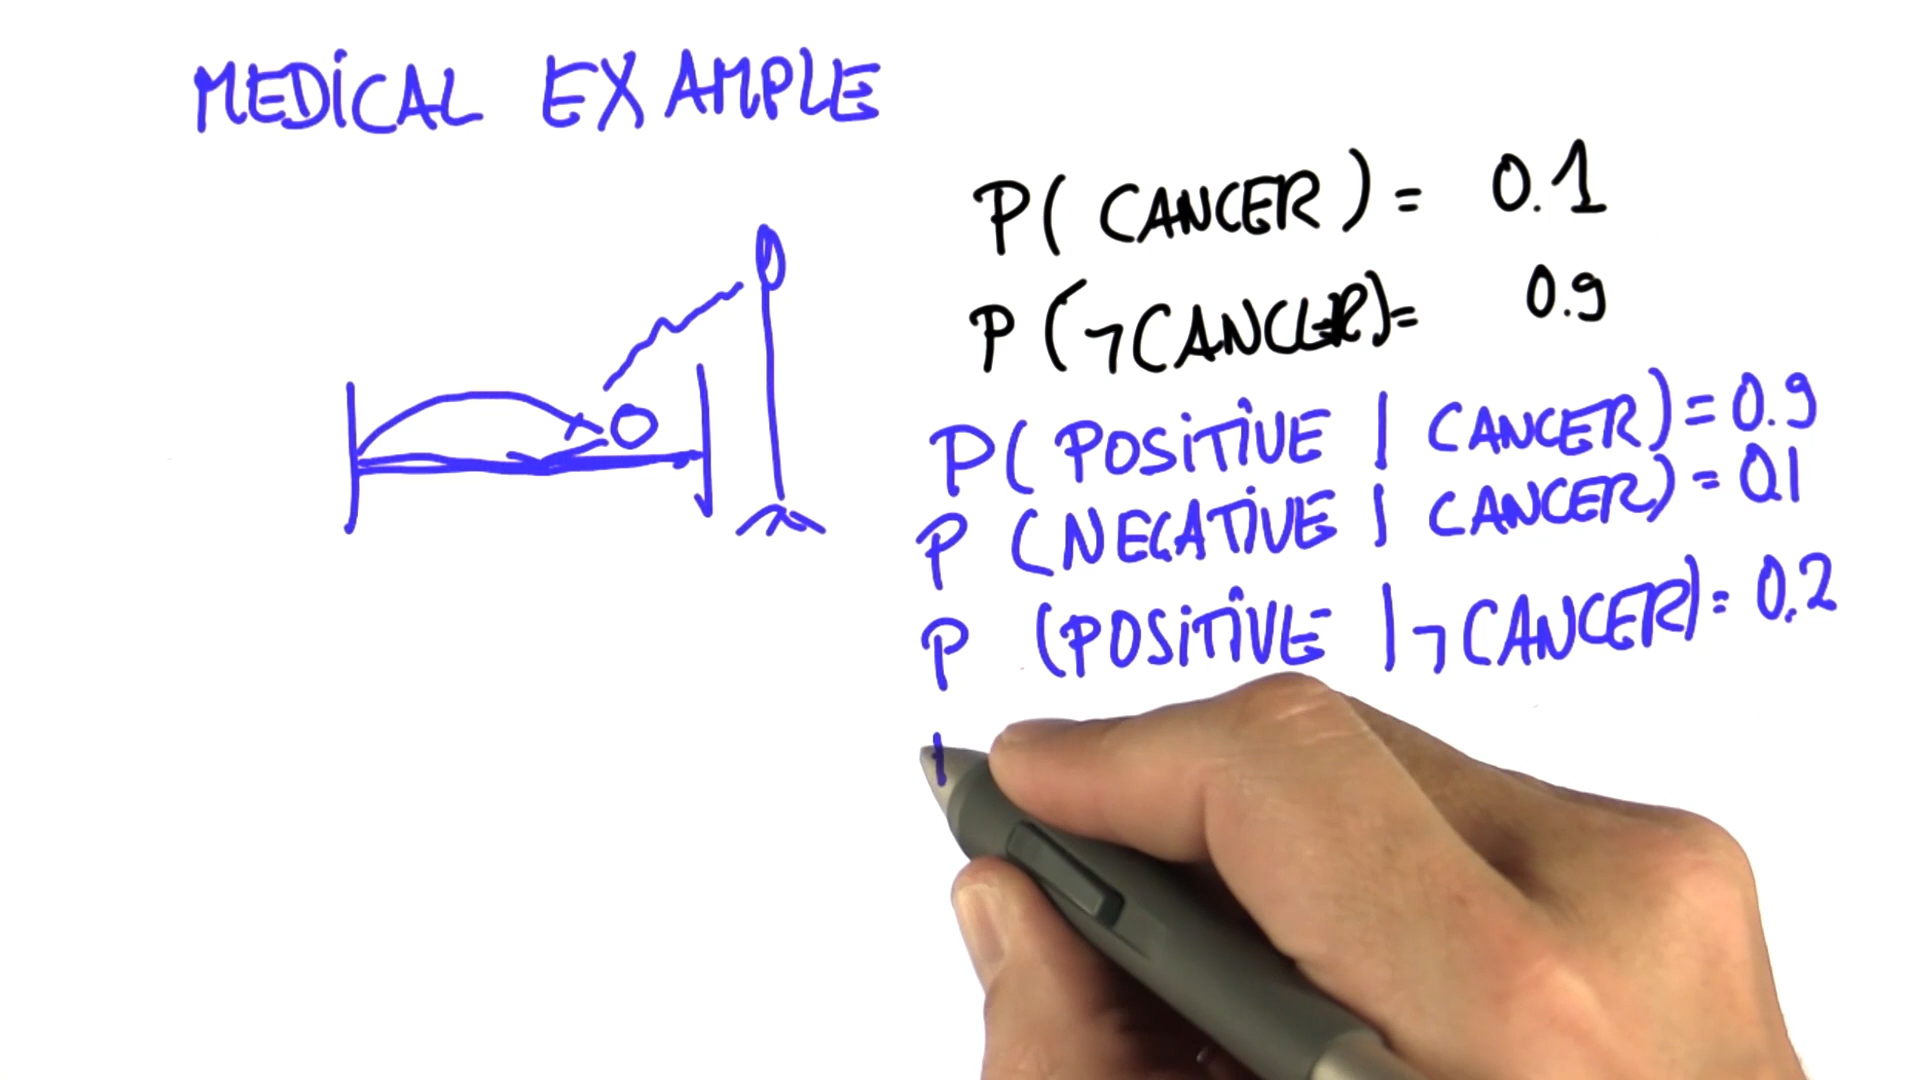 MEDICAL EXAMPLE
P( CANCER ) = 0.1
P (¬CANCER)= 0.9
P( POSITIVE | CANCER) = 0.9
P (NEGATIVE | CANCER) = 0.1
P (POSITIVE |¬CANCER)= 0.2